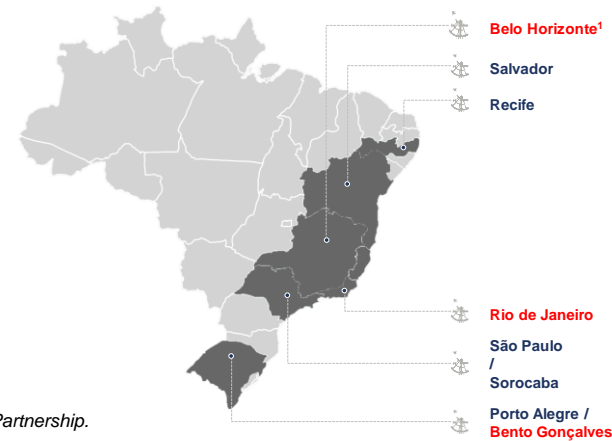 Belo Horizonte¹
Salvador
Recife
Rio de Janeiro
São Paulo
/
Sorocaba
Porto Alegre /
Bento Gonçalves
Partnership.